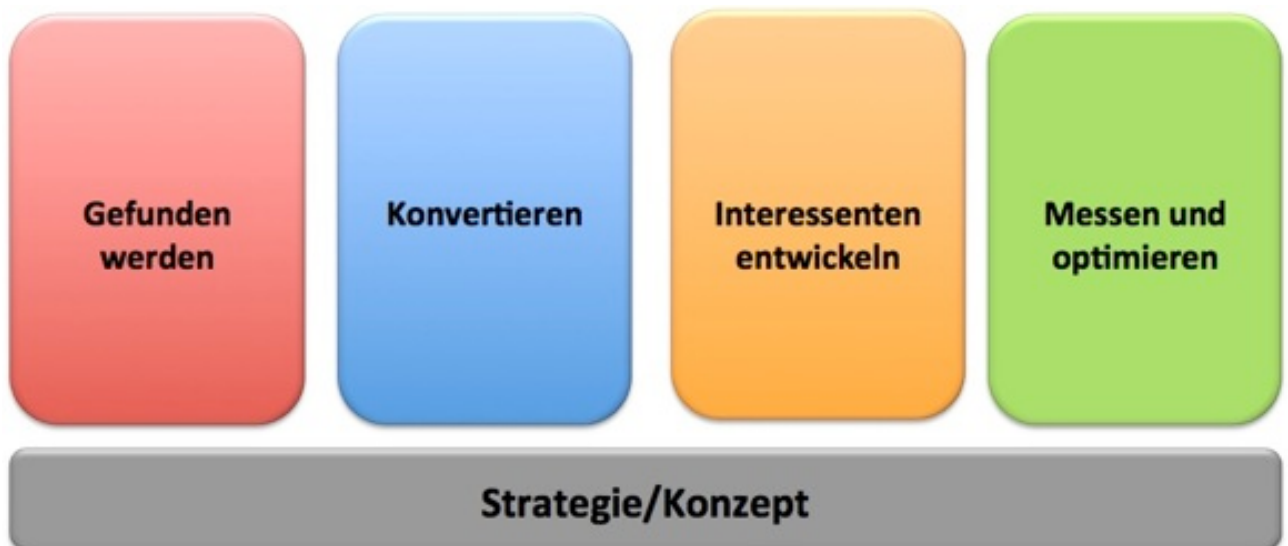 Gefunden
werden
Konvertieren
Interessenten
entwickeln
Messen und
optimieren
Strategie/Konzept